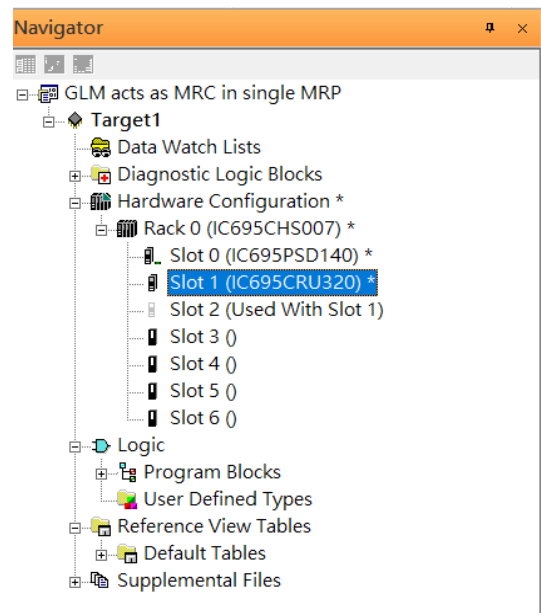 Navigator
GLM acts as MRC in single MRP
Target1
Data Watch Lists
Diagnostic Logic Blocks
Hardware Configuration *
Rack 0 (IC695CHS007) *
Slot 0 (IC695PSD140) *
Slot 1 (IC695CRU320) *
Slot 2 (Used With Slot 1)
Slot 3 ()
Slot 4 ()
Slot 5 ()
Slot 6 ()
Logic
Program Blocks
User Defined Types
Reference View Tables
Default Tables
Supplemental Files